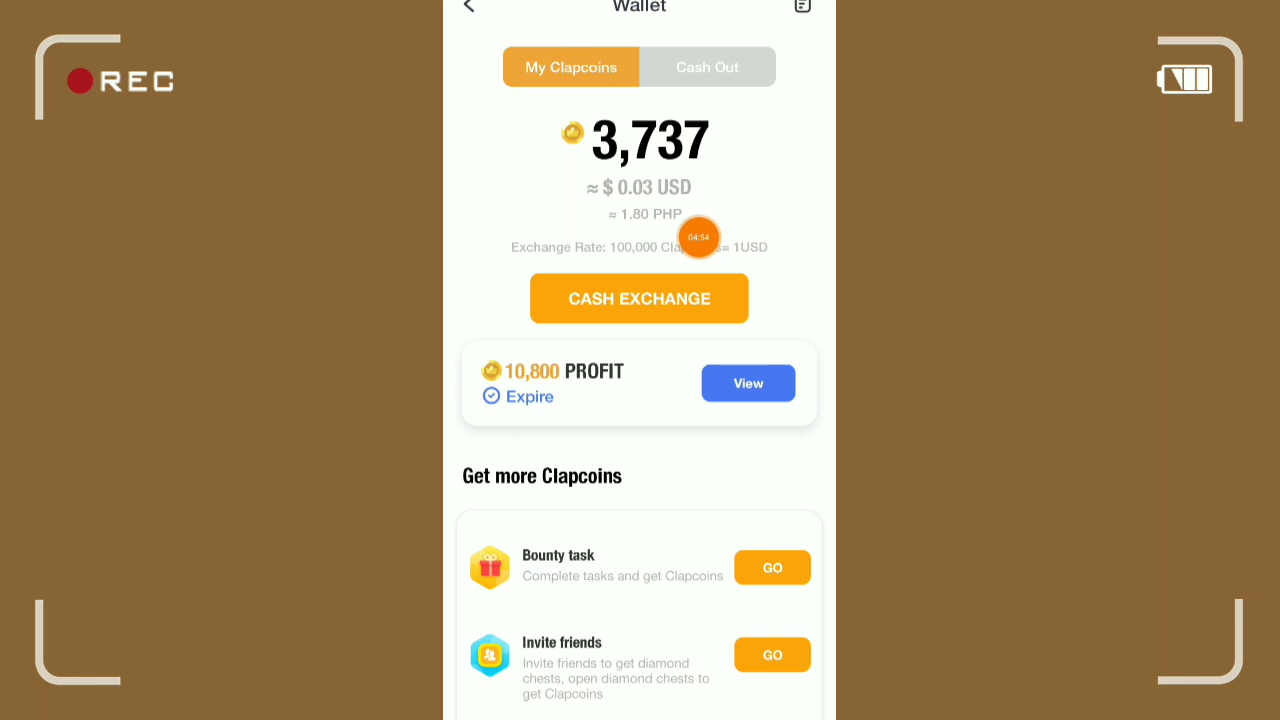 Wallet
REC
My Clapcoins
Cash Out
3,737
≈ $ 0.03 USD
≈ 1.80 PHP
04:54
Exchange Rate: 100,000 Cla = 1USD
CASH EXCHANGE
10,800 PROFIT
Expire
View
Get more Clapcoins
Bounty task
Complete tasks and get Clapcoins
GO
Invite friends
Invite friends to get diamond
chests, open diamond chests to
get Clapcoins
GO